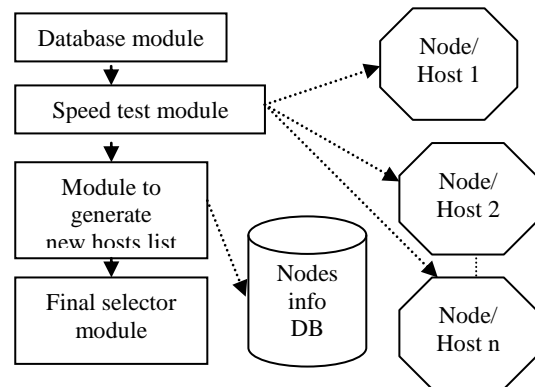 Database module
Speed test module
Module to
generate
new hosts list
Final selector
module
Nodes
info
DB
Node/
Host 1
Node/
Host 2
Node/
Host n